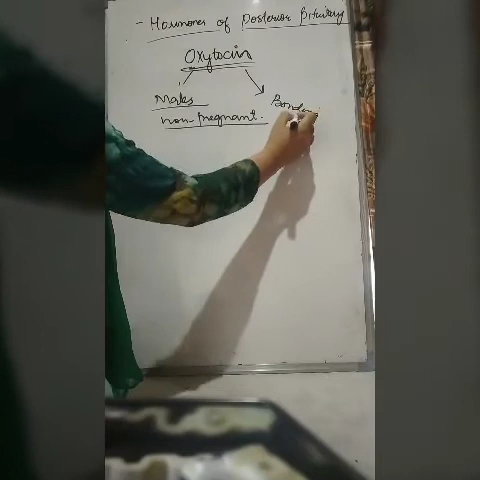 - Hormones of Posterior Pituitary
Oxytocin
Males
non-pregnant.